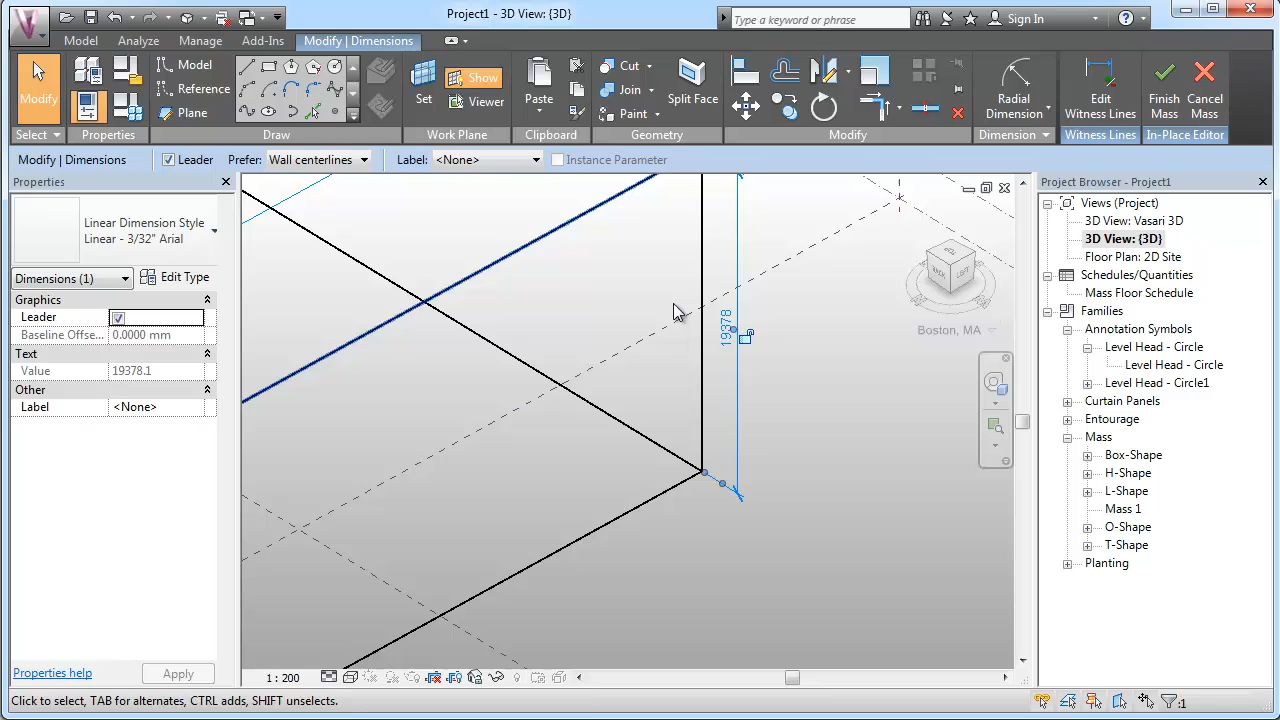 Project1 - 3D View: {3D}
Type a keyword or phrase
Sign In
Model Analyze Manage Add-Ins Modify | Dimensions
Modify
Model
Reference
Plane
Set
Show
Viewer
Paste
Cut
Join
Paint
Split Face
Radial
Dimension
Edit
Witness Lines
Finish
Mass
Cancel
Mass
Select Properties Draw Work Plane Clipboard Geometry Modify Dimension Witness Lines In-Place Editor
Modify | Dimensions Leader Prefer: Wall centerlines Label: <None> Instance Parameter
Properties
Linear Dimension Style
Linear - 3/32" Arial
Dimensions (1) Edit Type
Graphics
Leader
Baseline Offse... 0.0000 mm
Text
Value 19378.1
Other
Label <None>
Properties help Apply
19378
BACK
LEFT
Boston, MA
1 : 200
Project Browser - Project1
Views (Project)
3D View: Vasari 3D
3D View: {3D}
Floor Plan: 2D Site
Schedules/Quantities
Mass Floor Schedule
Families
Annotation Symbols
Level Head - Circle
Level Head - Circle
Level Head - Circle1
Curtain Panels
Entourage
Mass
Box-Shape
H-Shape
L-Shape
Mass 1
O-Shape
T-Shape
Planting
Click to select, TAB for alternates, CTRL adds, SHIFT unselects.
:1